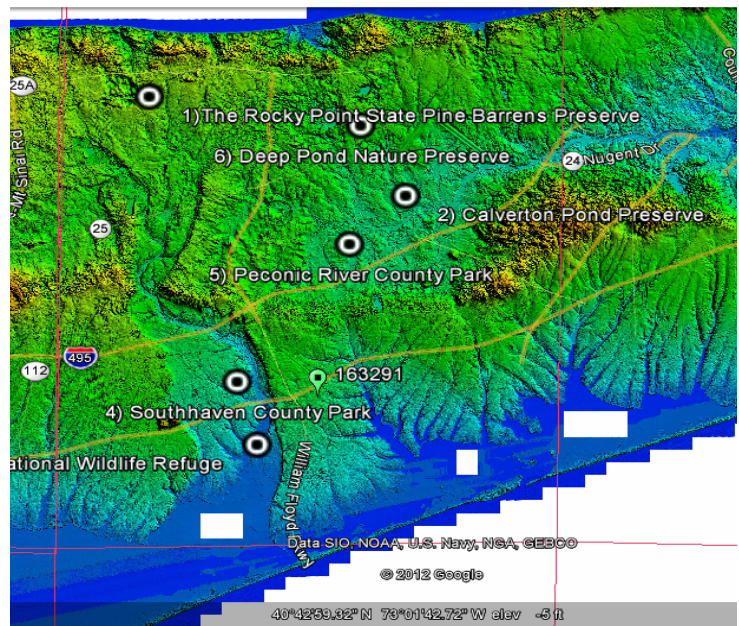 25A
1)The Rocky Point State Pine Barrens Preserve
Mt Sinai Rd
6) Deep Pond Nature Preserve
24
Nugent Dr
25
2) Calverton Pond Preserve
5) Peconic River County Park
495
112
163291
4) Southhaven County Park
ational Wildlife Refuge
William Floyd
Data SIO, NOAA, U.S. Navy, NGA, GEBCO
© 2012 Google
40°42'59.32" N 73°01'42.72" W elev -5 ft